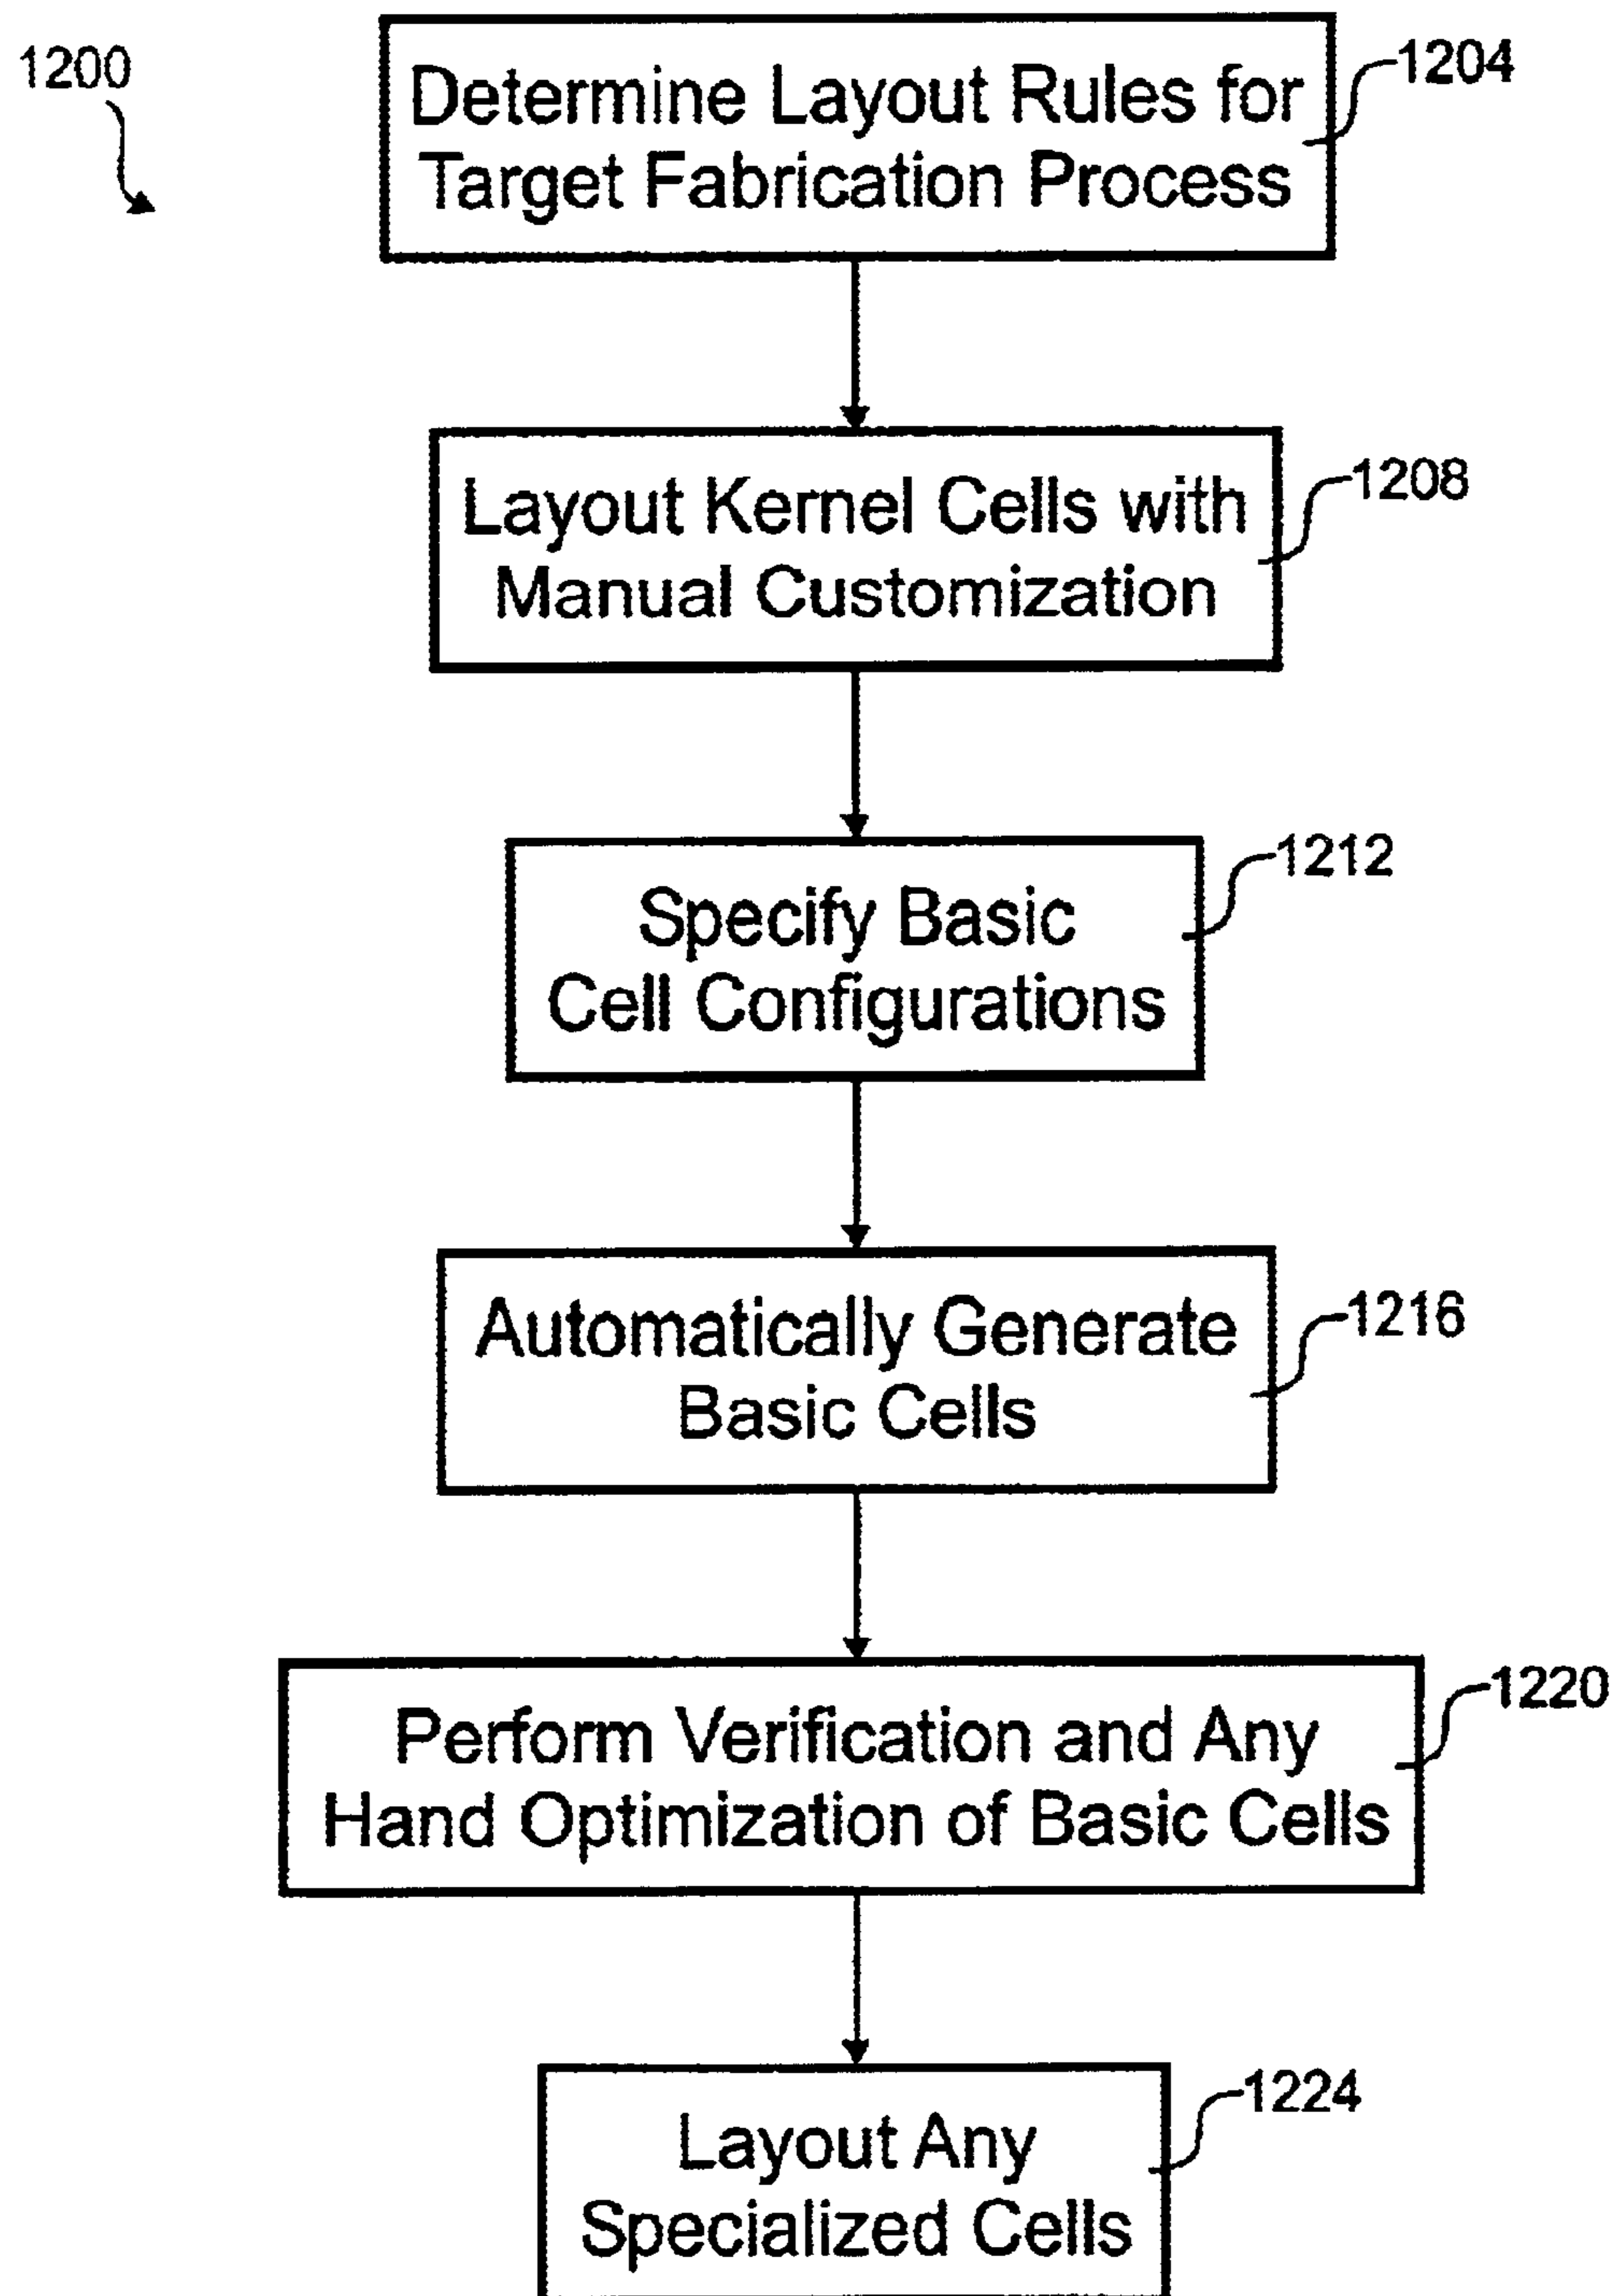 1200
Determine Layout Rules for
Target Fabrication Process
1204
Layout Kernel Cells with
Manual Customization
1208
Specify Basic
Cell Configurations
1212
Automatically Generate
Basic Cells
1216
Perform Verification and Any
Hand Optimization of Basic Cells
1220
Layout Any
Specialized Cells
1224